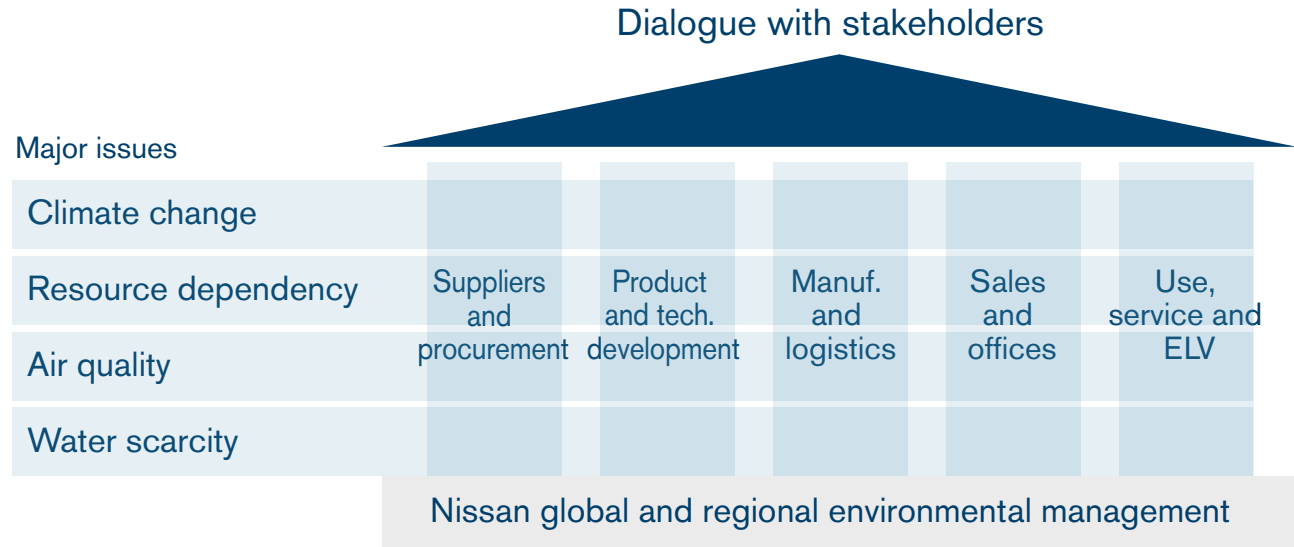 Dialogue with stakeholders
Major issues
Climate change
Resource dependency
Air quality
Water scarcity
Suppliers
and
procurement
Product
and tech.
development
Manuf.
and
logistics
Sales
and
offices
Use,
service and
ELV
Nissan global and regional environmental management